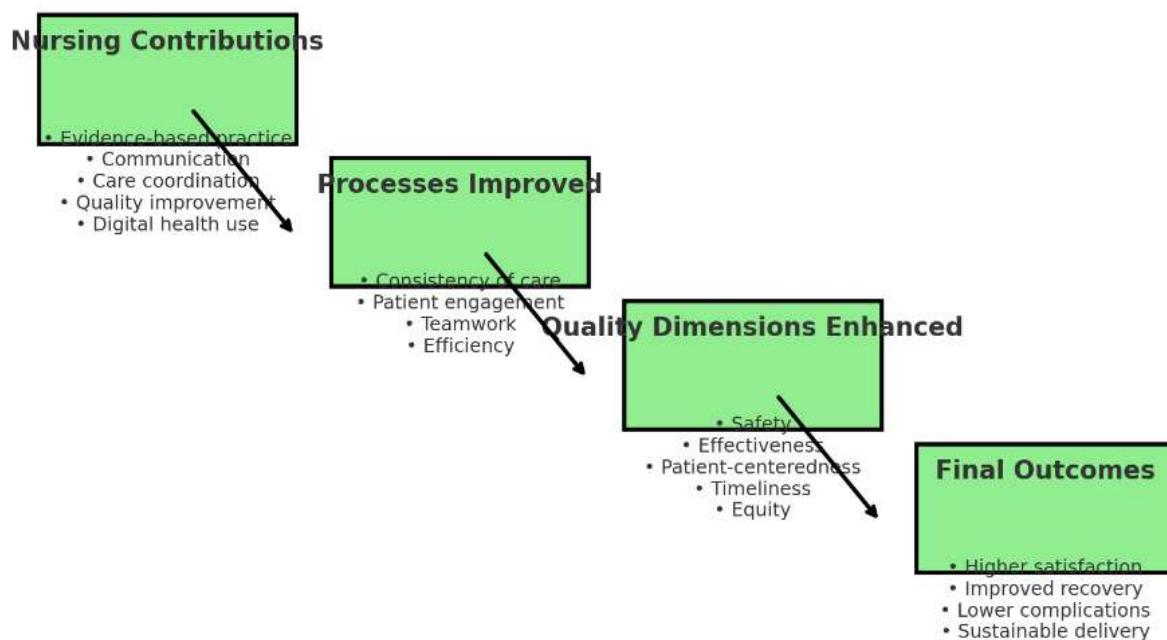 Nursing Contributions
• Evidence-based practice
• Communication
• Care coordination
• Quality improvement
• Digital health use
Processes Improved
• Consistency of care
• Patient engagement
• Teamwork
• Efficiency
Quality Dimensions Enhanced
• Safety
• Effectiveness
• Patient-centeredness
• Timeliness
• Equity
Final Outcomes
• Higher satisfaction
• Improved recovery
• Lower complications
• Sustainable delivery